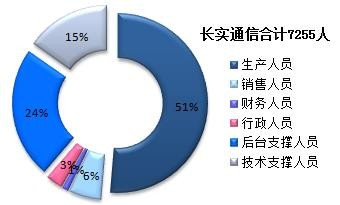 长实通信合计7255人
15%
24%
51%
3%
1%
6%
生产人员
销售人员
财务人员
行政人员
后台支撑人员
技术支撑人员